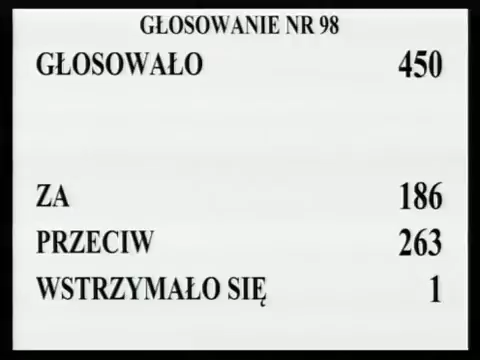 GŁOSOWANIE NR 98
GŁOSOWAŁO 450
ZA 186
PRZECIW 263
WSTRZYMAŁO SIĘ 1